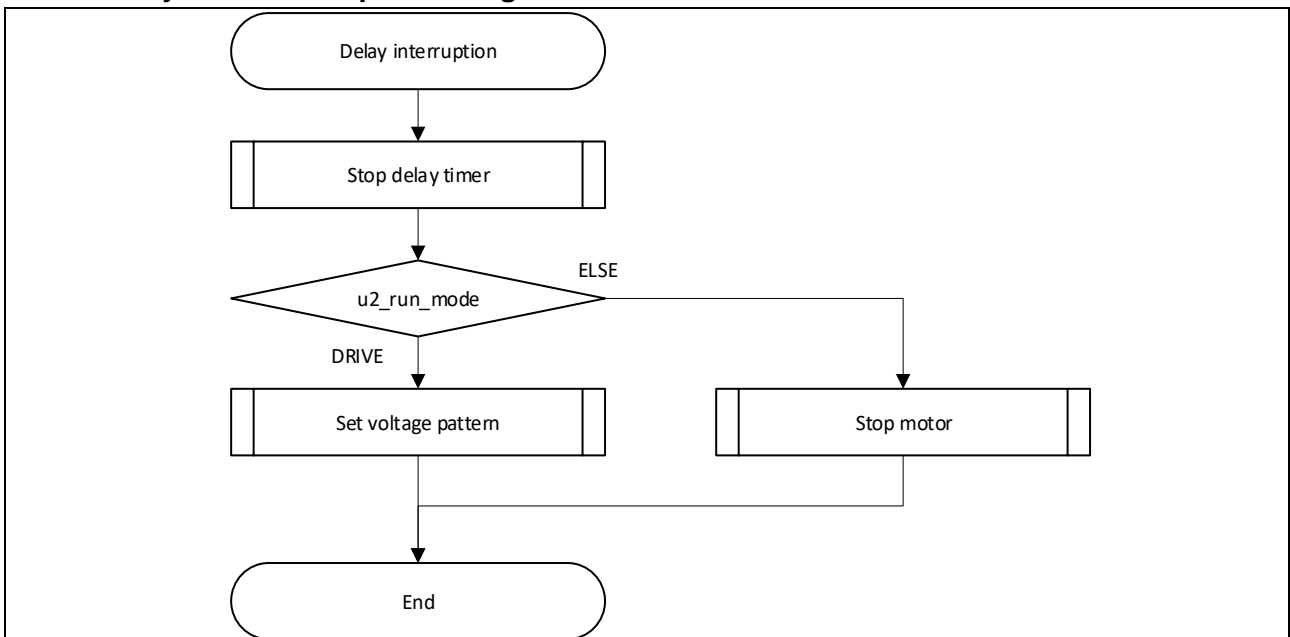 Delay interruption
Stop delay timer
ELSE
u2_run_mode
DRIVE
Set voltage pattern
Stop motor
End